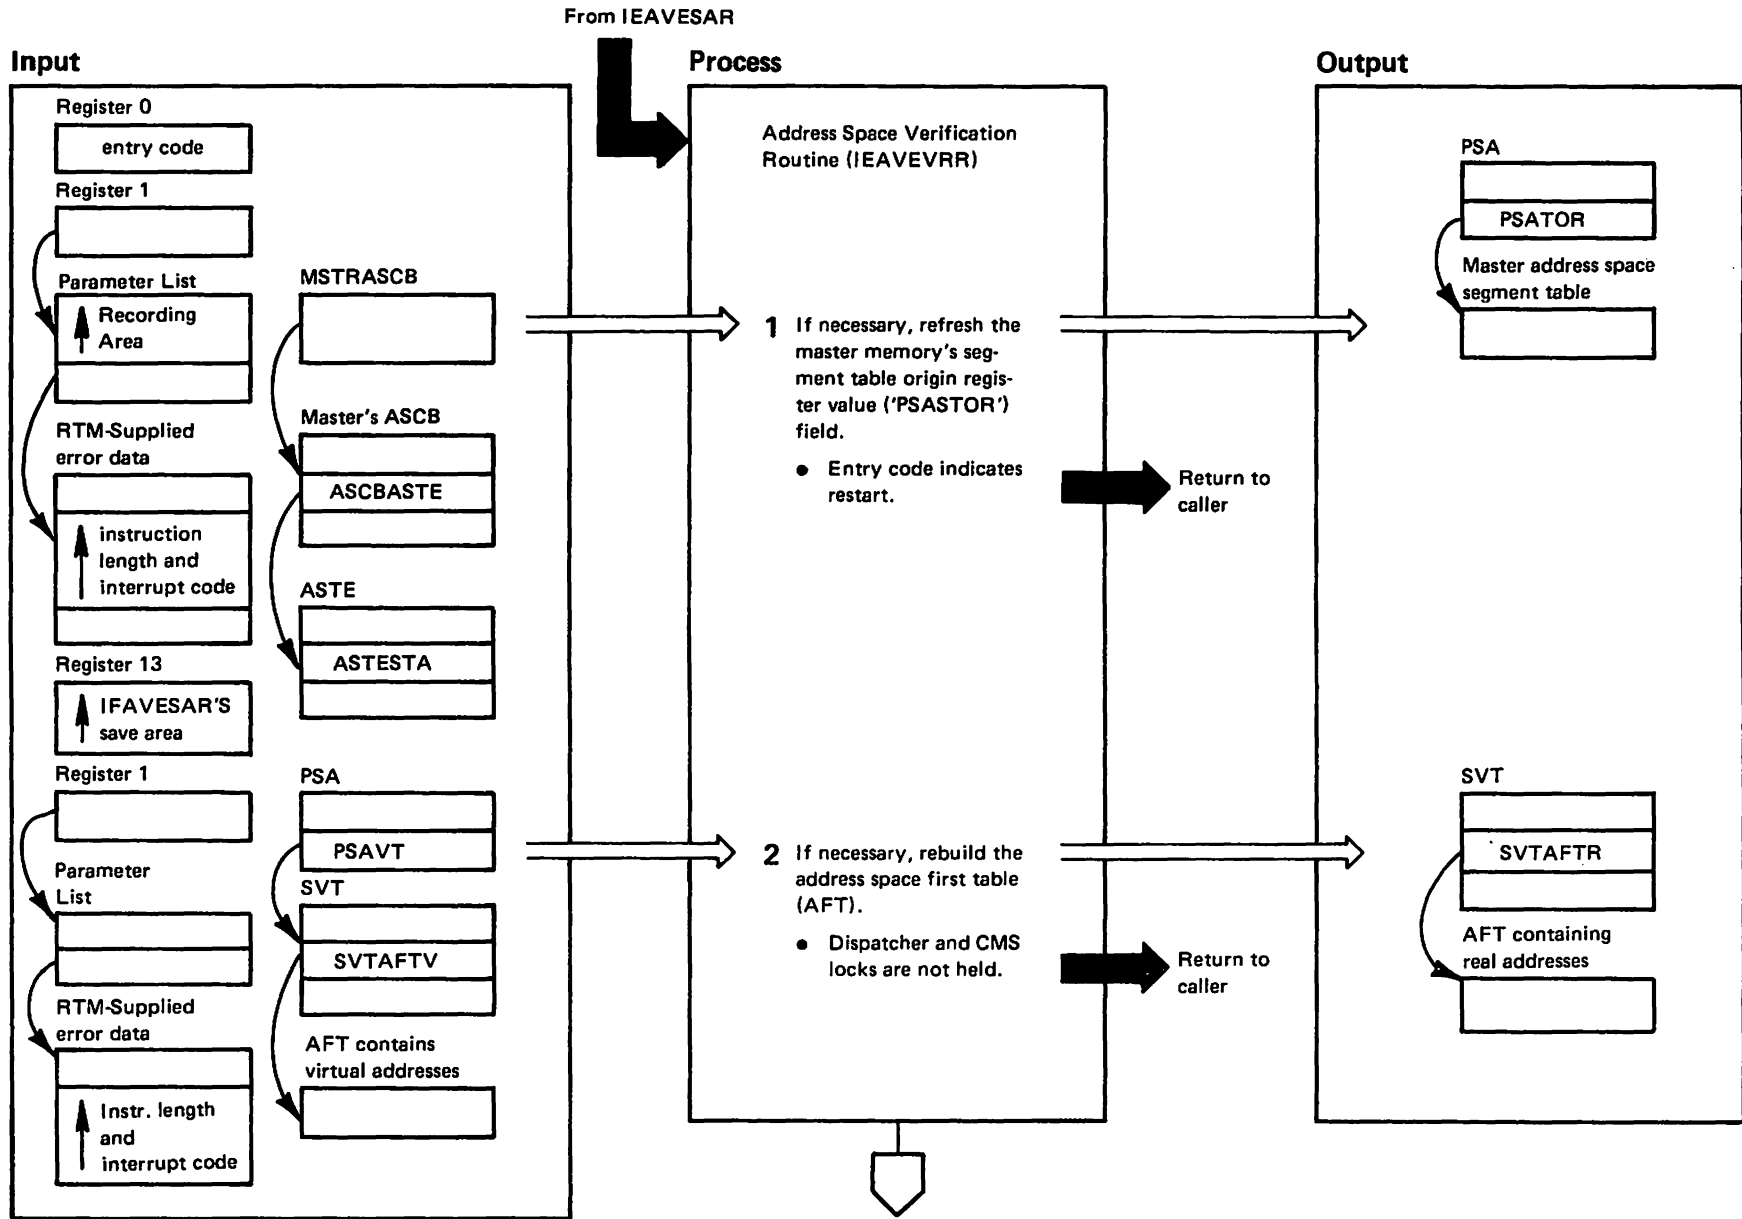 From IEAVESAR
Input
Process
Output
Register 0
entry code
Register 1
Parameter List
Recording
Area
RTM-Supplied
error data
instruction
length and
interrupt code
Register 13
IFAVESAR'S
save area
Register 1
Parameter
List
RTM-Supplied
error data
Instr. length
and
interrupt code
MSTRASCB
Master's ASCB
ASCBASTE
ASTE
ASTESTA
PSA
PSAVT
SVT
SVTAFTV
AFT contains
virtual addresses
Address Space Verification
Routine (IEAVEVRR)
1 If necessary, refresh the
master memory's seg-
ment table origin regis-
ter value ('PSASTOR')
field.
● Entry code indicates
restart.
Return to
caller
2 If necessary, rebuild the
address space first table
(AFT).
● Dispatcher and CMS
locks are not held.
Return to
caller
PSA
PSATOR
Master address space
segment table
SVT
SVTAFTR
AFT containing
real addresses